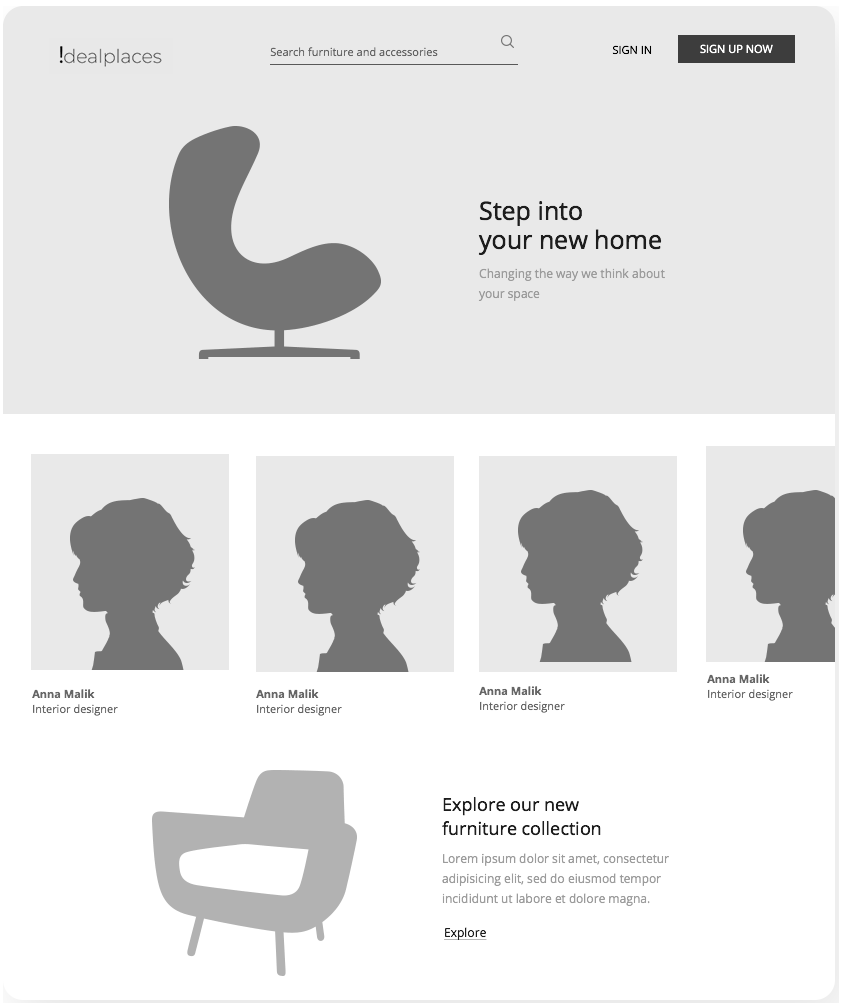 !dealplaces
Search furniture and accessories
SIGN IN
SIGN UP NOW
Step into
your new home
Changing the way we think about
your space
Anna Malik
Interior designer
Anna Malik
Interior designer
Anna Malik
Interior designer
Anna Malik
Interior designer
Explore our new
furniture collection
Lorem ipsum dolor sit amet, consectetur
adipisicing elit, sed do eiusmod tempor
incididunt ut labore et dolore magna.
Explore